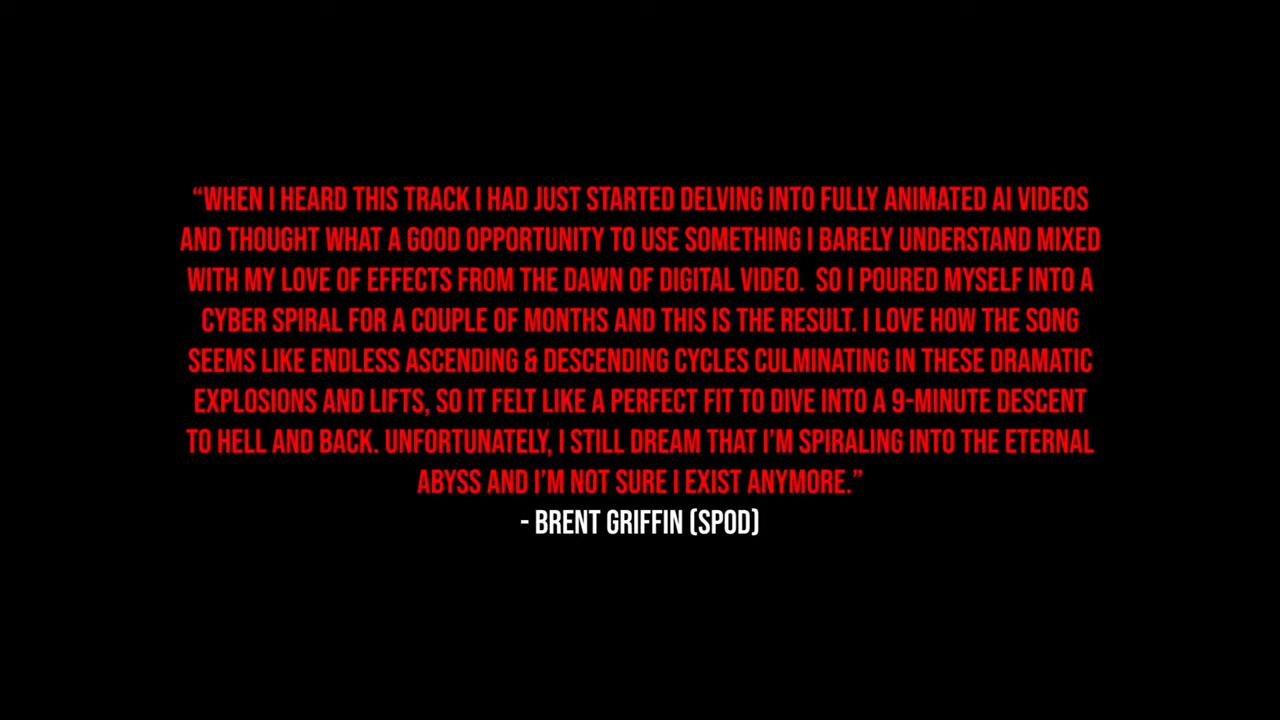 “WHEN I HEARD THIS TRACK I HAD JUST STARTED DELVING INTO FULLY ANIMATED AI VIDEOS
AND THOUGHT WHAT A GOOD OPPORTUNITY TO USE SOMETHING I BARELY UNDERSTAND MIXED
WITH MY LOVE OF EFFECTS FROM THE DAWN OF DIGITAL VIDEO.  SO I POURED MYSELF INTO A
CYBER SPIRAL FOR A COUPLE OF MONTHS AND THIS IS THE RESULT. I LOVE HOW THE SONG
SEEMS LIKE ENDLESS ASCENDING & DESCENDING CYCLES CULMINATING IN THESE DRAMATIC
EXPLOSIONS AND LIFTS, SO IT FELT LIKE A PERFECT FIT TO DIVE INTO A 9-MINUTE DESCENT
TO HELL AND BACK. UNFORTUNATELY, I STILL DREAM THAT I’M SPIRALING INTO THE ETERNAL
ABYSS AND I’M NOT SURE I EXIST ANYMORE.”
- BRENT GRIFFIN (SPOD)